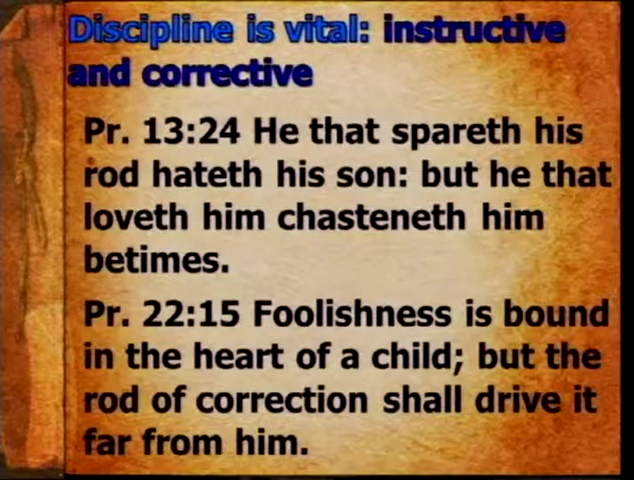 Discipline is vital: instructive
and corrective
Pr. 13:24 He that spareth his
rod hateth his son: but he that
loveth him chasteneth him
betimes.
Pr. 22:15 Foolishness is bound
in the heart of a child; but the
rod of correction shall drive it
far from him.